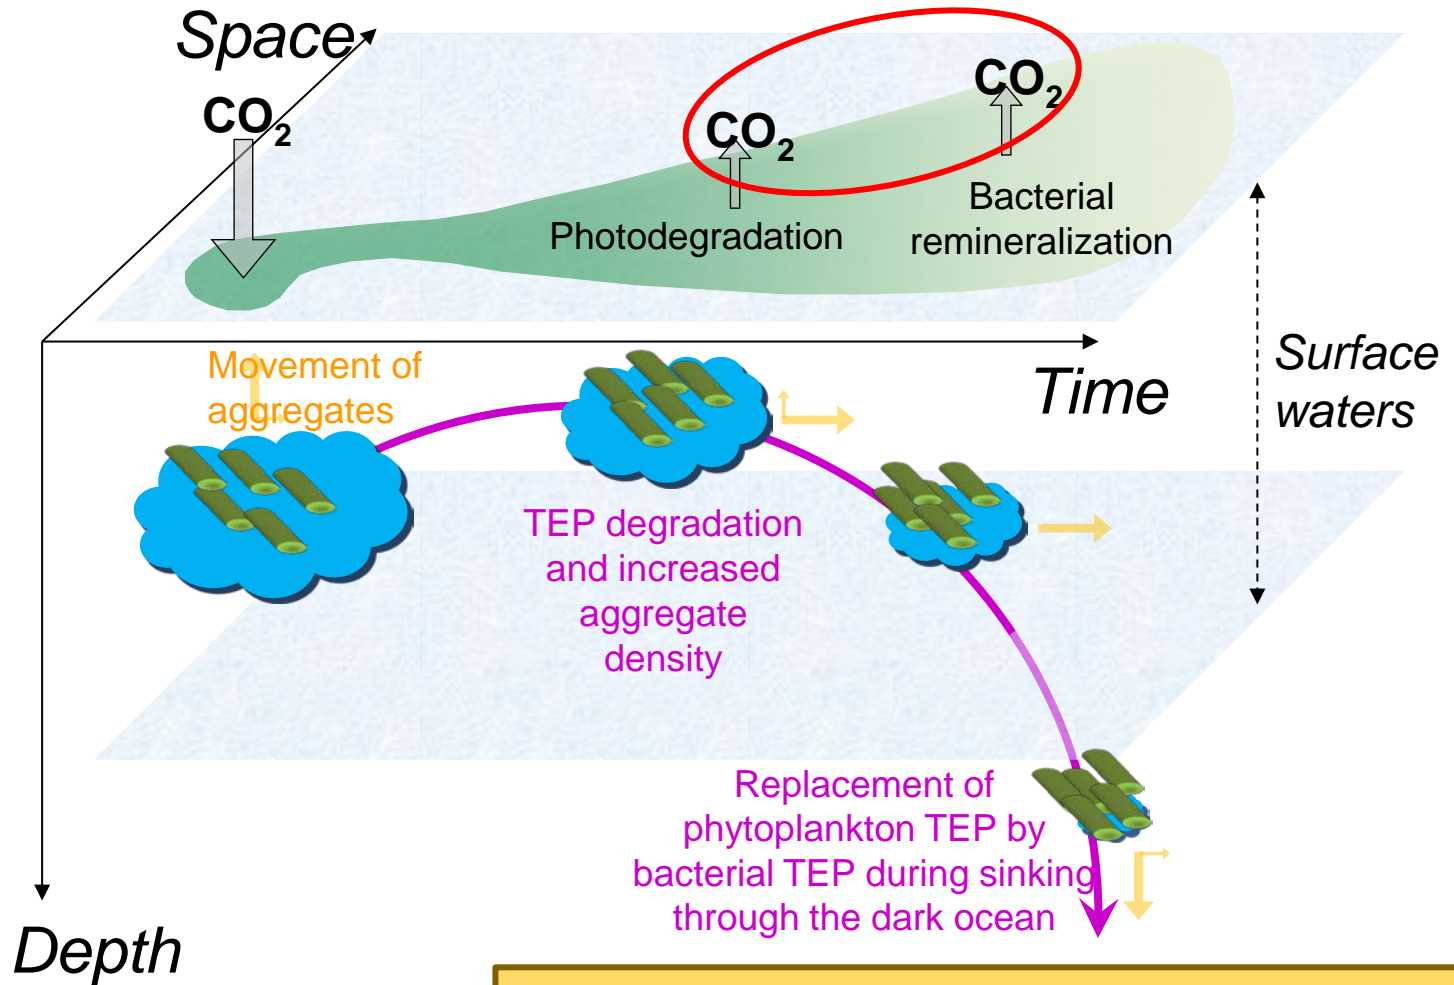 Space
CO2
CO2
CO2
Photodegradation
Bacterial
remineralization
Time
Surface
waters
Movement of
aggregates
TEP degradation
and increased
aggregate
density
Replacement of
phytoplankton TEP by
bacterial TEP during sinking
through the dark ocean
Depth